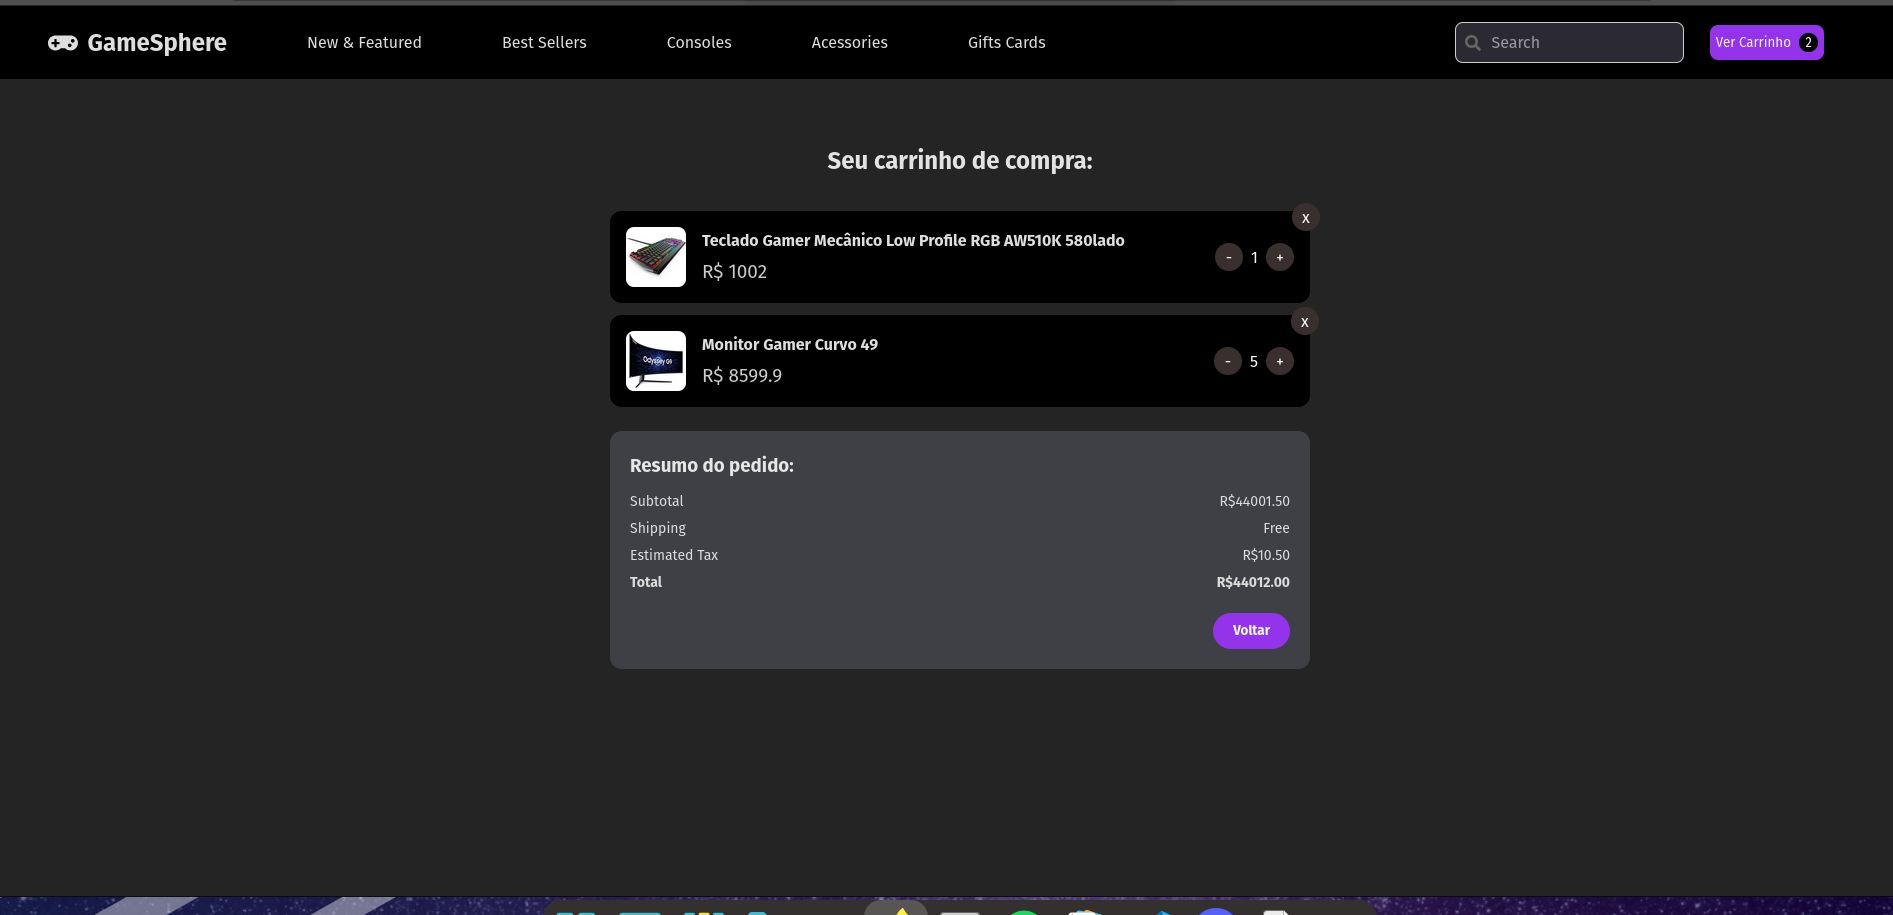 GameSphere
New & Featured
Best Sellers
Consoles
Acessories
Gifts Cards
Search
Ver Carrinho 2
Seu carrinho de compra:
x
Teclado Gamer Mecânico Low Profile RGB AW510K 580lado
R$ 1002
- 1 +
x
Monitor Gamer Curvo 49
R$ 8599.9
- 5 +
Odyssey G9
Resumo do pedido:
Subtotal R$44001.50
Shipping Free
Estimated Tax R$10.50
Total R$44012.00
Voltar